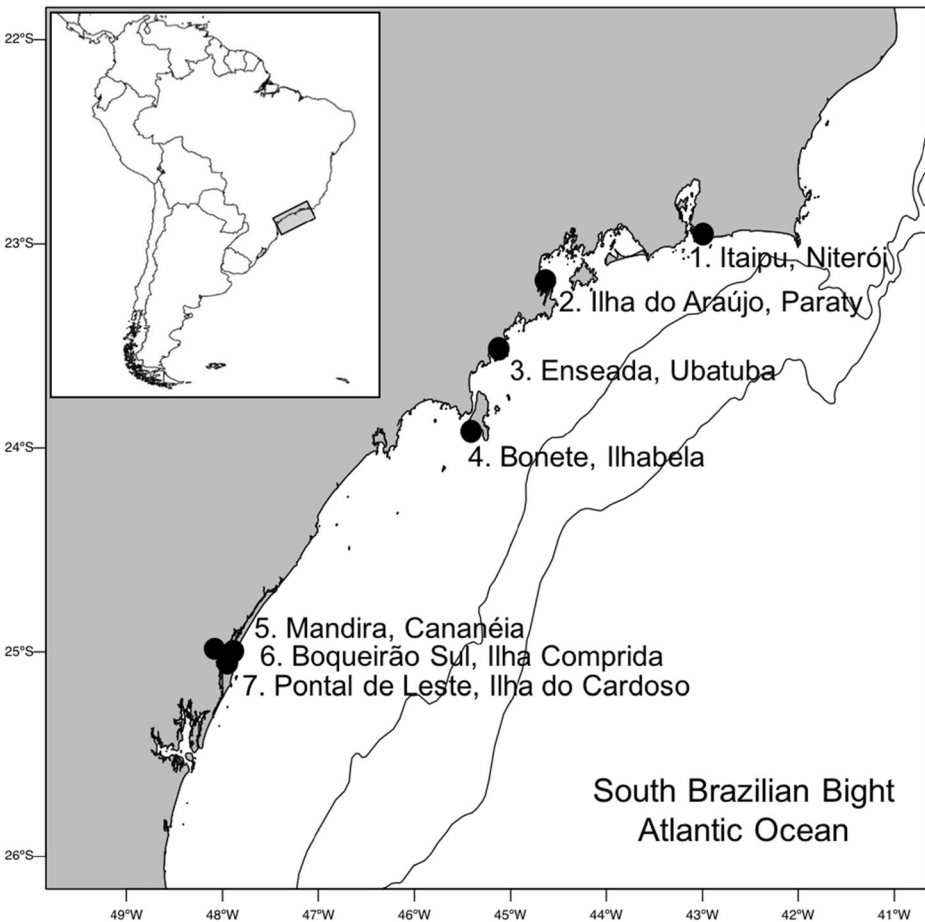 22°S
23°S
24°S
25°S
26°S
1. Itaipu, Niterói
2. Ilha do Araújo, Paraty
3. Enseada, Ubatuba
4. Bonete, Ilhabela
5. Mandira, Cananéia
6. Boqueirão Sul, Ilha Comprida
7. Pontal de Leste, Ilha do Cardoso
South Brazilian Bight
Atlantic Ocean
49°W 48°W 47°W 46°W 45°W 44°W 43°W 42°W 41°W